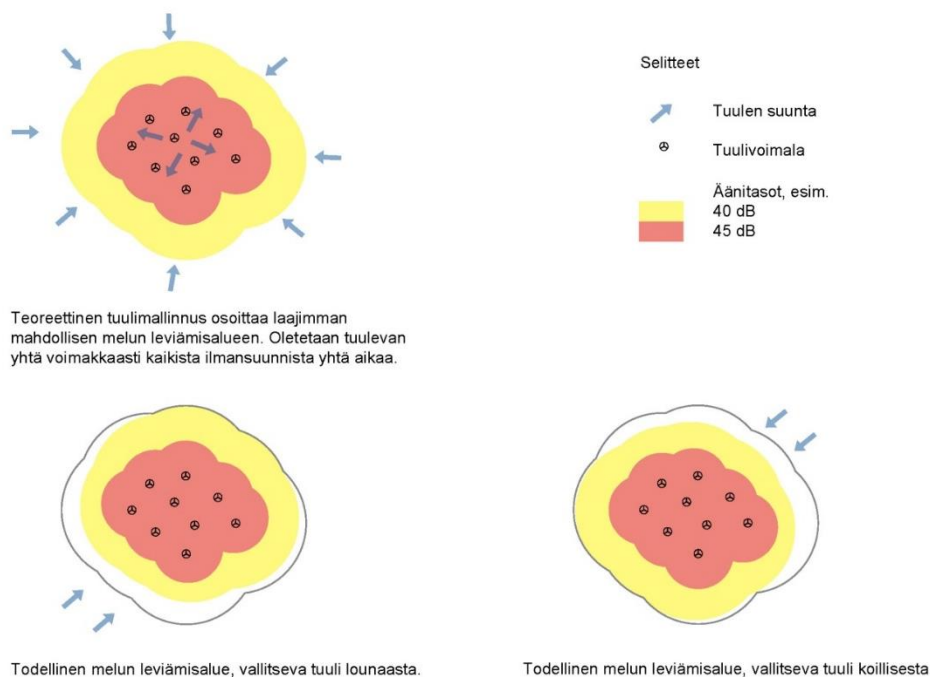 Selitteet
Tuulen suunta
Tuulivoimala
Äänitasot, esim.
40 dB
45 dB
Teoreettinen tuulimallinnus osoittaa laajimman
mahdollisen melun leviämisalueen. Oletetaan tuulevan
yhtä voimakkaasti kaikista ilmansuunnista yhtä aikaa.
Todellinen melun leviämisalue, vallitseva tuuli lounaasta.
Todellinen melun leviämisalue, vallitseva tuuli koillisesta